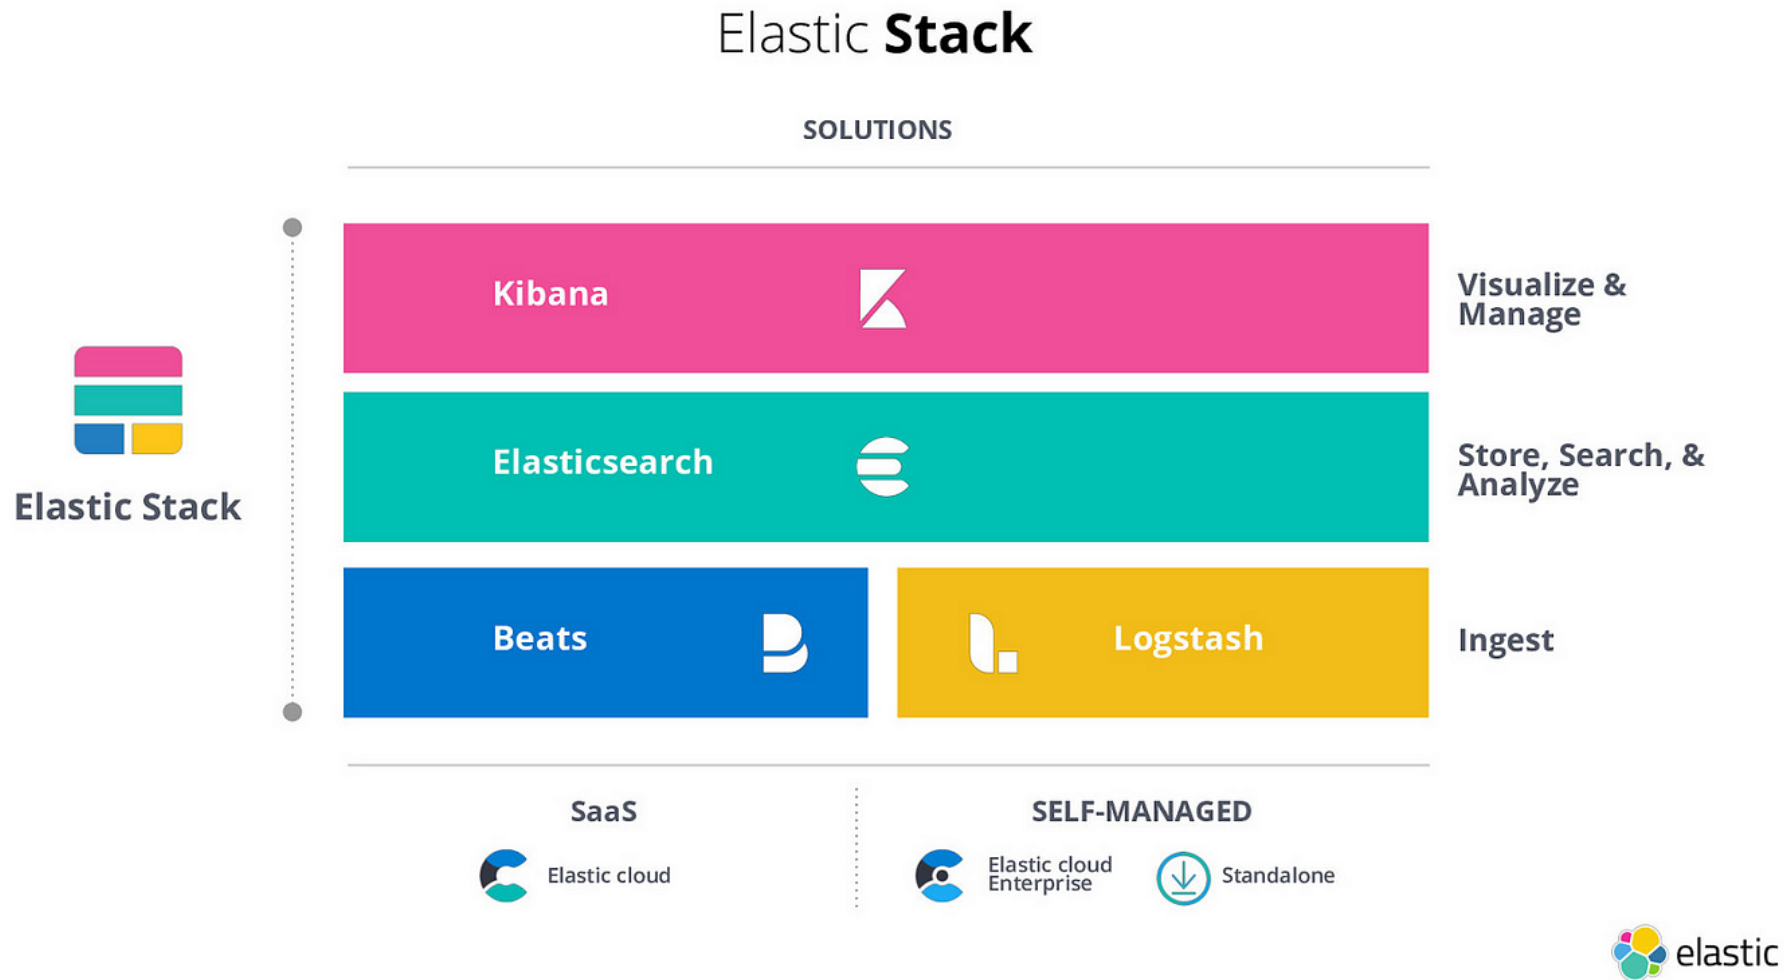 Elastic Stack
SOLUTIONS
Kibana
Visualize &
Manage
Elasticsearch
Store, Search, &
Analyze
Elastic Stack
Beats
Logstash
Ingest
SaaS
Elastic cloud
SELF-MANAGED
Elastic cloud
Enterprise
Standalone
elastic